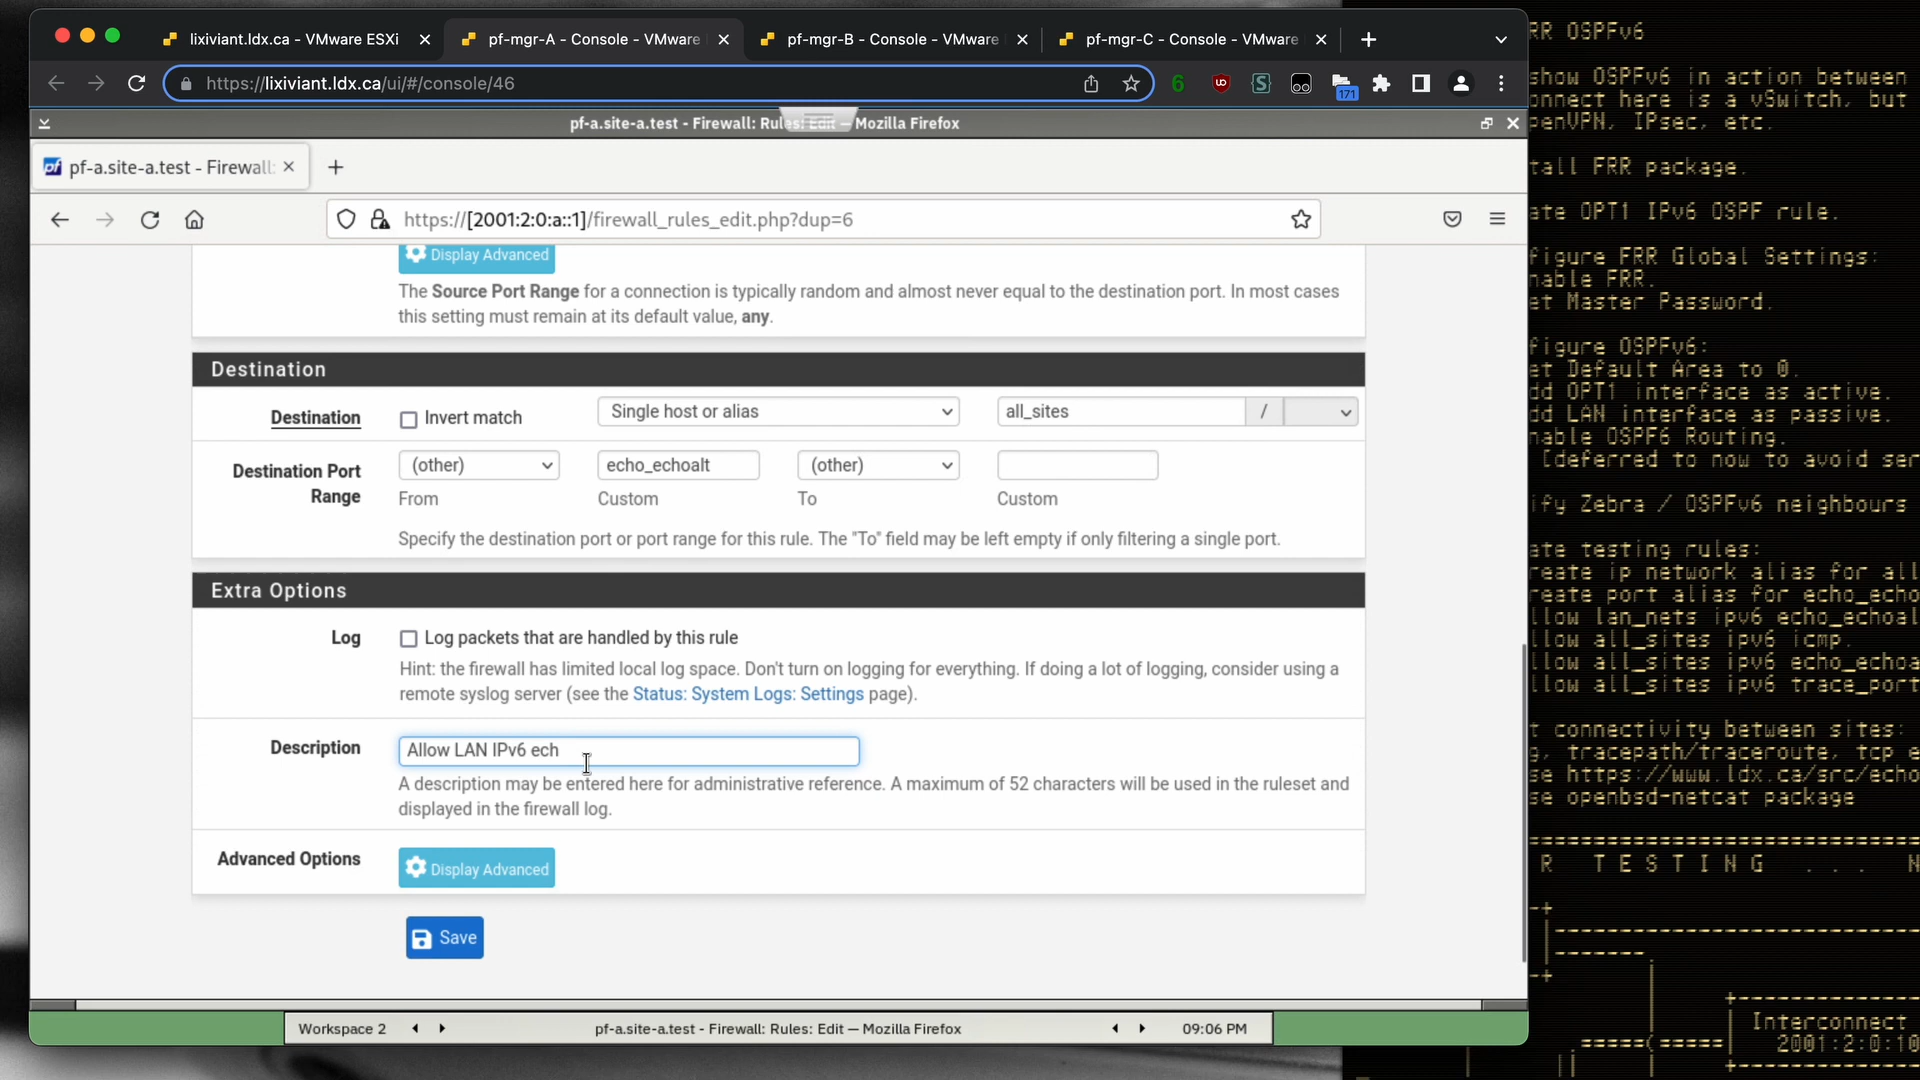 lixiviant.ldx.ca - VMware ESXi
pf-mgr-A - Console - VMware
pf-mgr-B - Console - VMware
pf-mgr-C - Console - VMware
https://lixiviant.ldx.ca/ui/#/console/46
6
171
pf-a.site-a.test - Firewall: Rules: Edit — Mozilla Firefox
pf-a.site-a.test - Firewall:
https://[2001:2:0:a::1]/firewall_rules_edit.php?dup=6
Display Advanced
The Source Port Range for a connection is typically random and almost never equal to the destination port. In most cases
this setting must remain at its default value, any.
Destination
Destination
Invert match
Single host or alias
all_sites
/
Destination Port
Range
(other)
echo_echoalt
(other)
From
Custom
To
Custom
Specify the destination port or port range for this rule. The "To" field may be left empty if only filtering a single port.
Extra Options
Log
Log packets that are handled by this rule
Hint: the firewall has limited local log space. Don't turn on logging for everything. If doing a lot of logging, consider using a
remote syslog server (see the Status: System Logs: Settings page).
Description
Allow LAN IPv6 ech
A description may be entered here for administrative reference. A maximum of 52 characters will be used in the ruleset and
displayed in the firewall log.
Advanced Options
Display Advanced
Save
Workspace 2
pf-a.site-a.test - Firewall: Rules: Edit — Mozilla Firefox
09:06 PM
RR OSPFv6
show OSPFv6 in action between
onnect here is a vSwitch, but
penVPN, IPsec, etc.
tall FRR package.
ate OPT1 IPv6 OSPF rule.
figure FRR Global Settings:
nable FRR.
et Master Password.
figure OSPFv6:
et Default Area to 0.
dd OPT1 interface as active.
dd LAN interface as passive.
nable OSPF6 Routing.
[deferred to now to avoid ser
ify Zebra / OSPFv6 neighbours
ate testing rules:
reate ip network alias for all
reate port alias for echo_echo
llow lan_nets ipv6 echo_echoal
llow all_sites ipv6 icmp.
llow all_sites ipv6 echo_echoa
llow all_sites ipv6 trace_port
t connectivity between sites:
g, tracepath/traceroute, tcp e
se https://www.ldx.ca/src/echo
se openbsd-netcat package
R T E S T I N G . . . N
Interconnect
2001:2:0:10